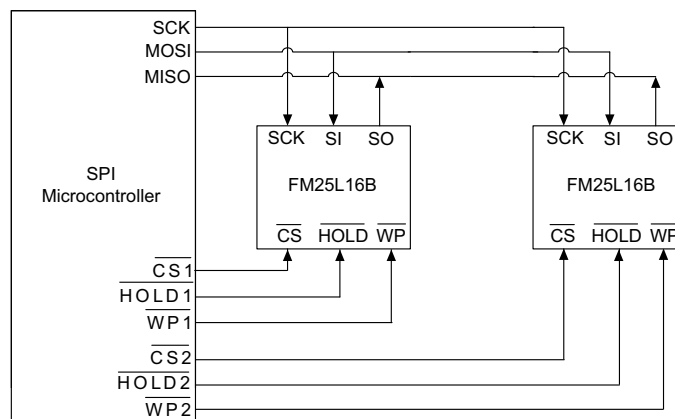 SCK
MOSI
MISO
SCK SI SO
SCK SI SO
SPI
Microcontroller
FM25L16B
FM25L16B
CS HOLD WP
CS HOLD WP
CS1
HOLD1
WP1
CS2
HOLD2
WP2